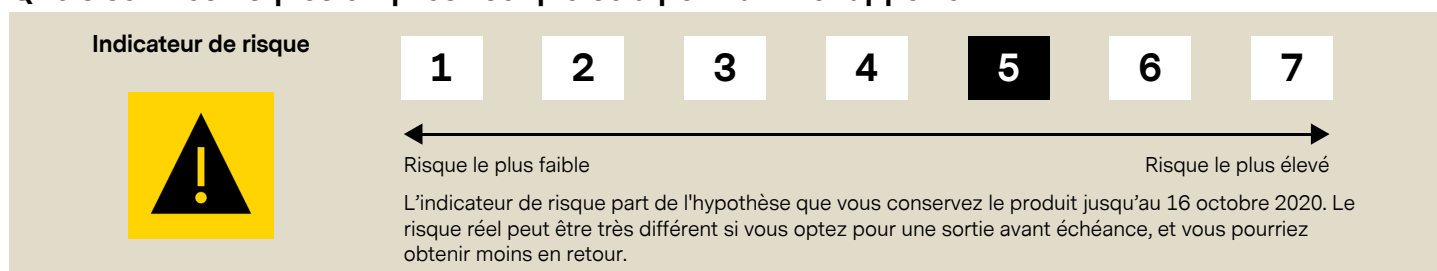 Indicateur de risque
1 2 3 4 5 6 7
Risque le plus faible
Risque le plus élevé
L'indicateur de risque part de l'hypothèse que vous conservez le produit jusqu'au 16 octobre 2020. Le
risque réel peut être très différent si vous optez pour une sortie avant échéance, et vous pourriez
obtenir moins en retour.